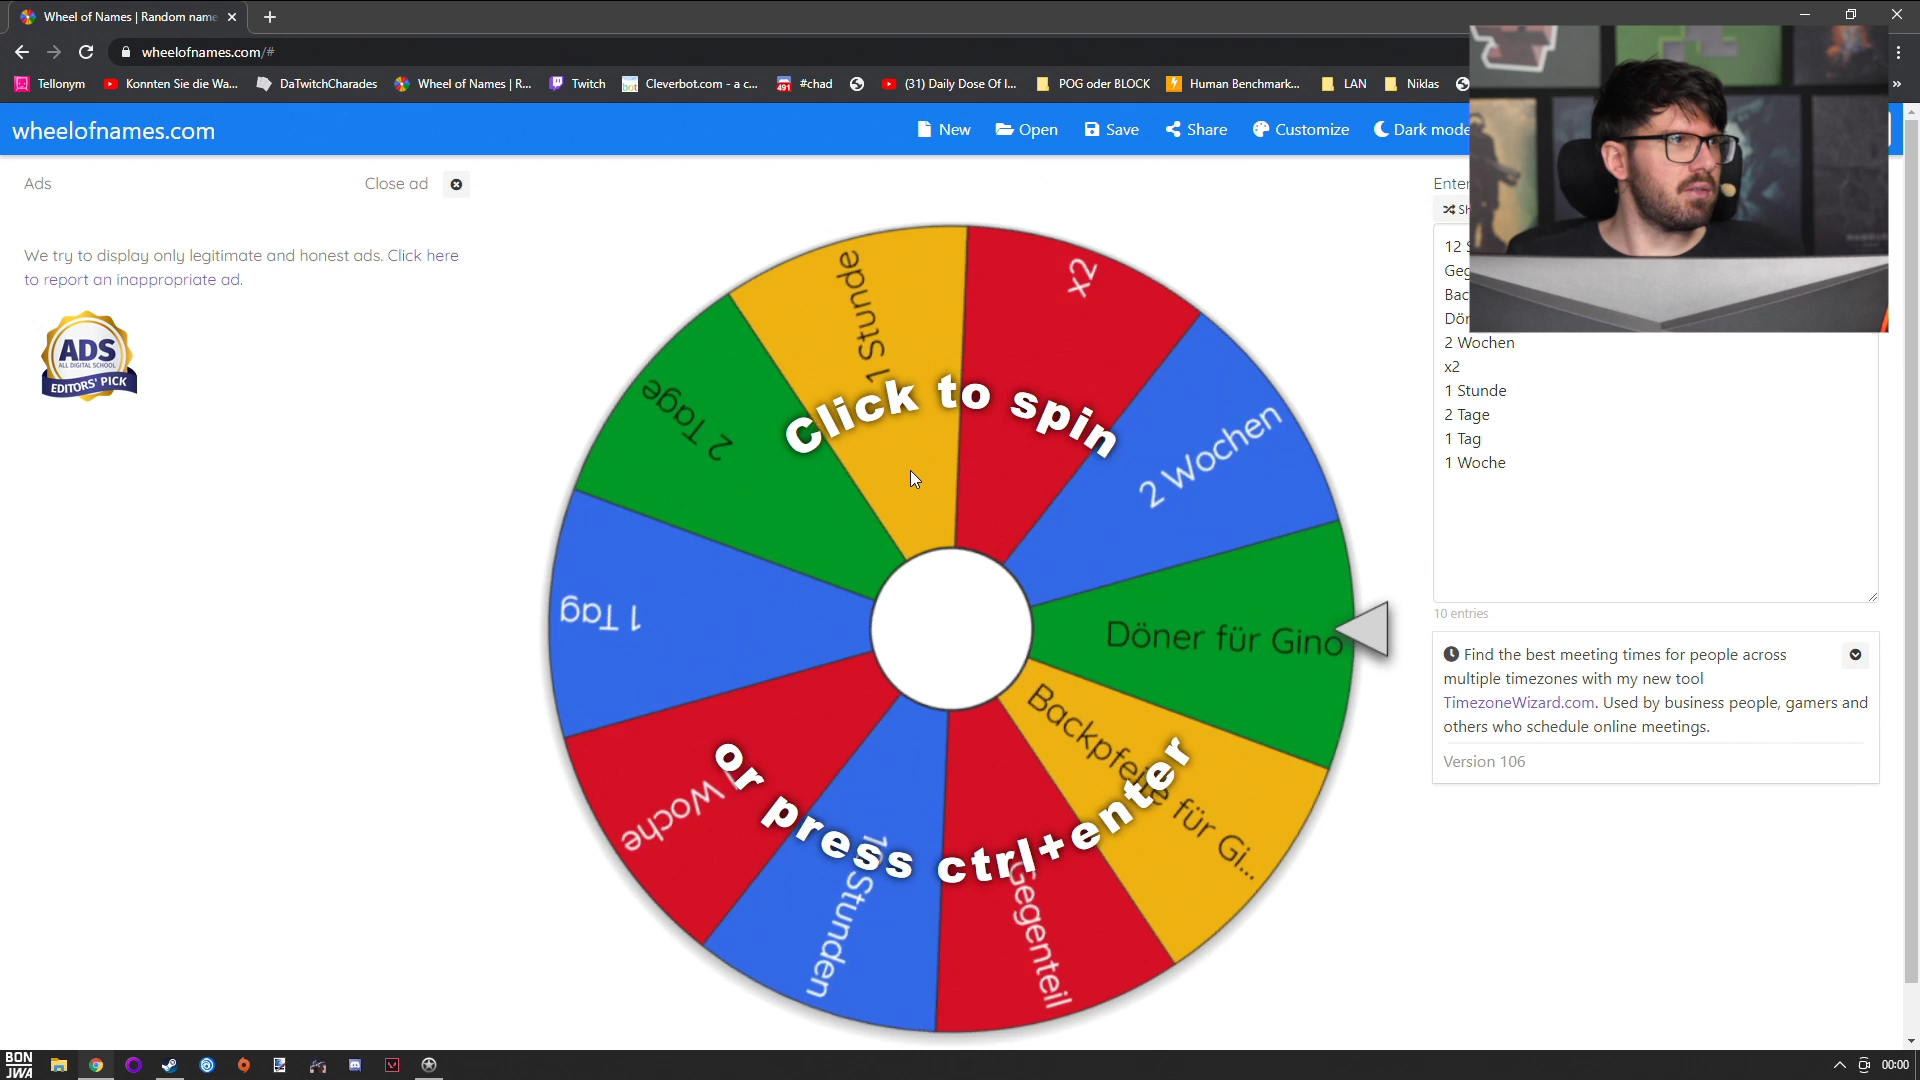 Wheel of Names | Random name
wheelofnames.com/#
Tellonym
Konnten Sie die Wa...
DaTwitchCharades
Wheel of Names | R...
Twitch
Cleverbot.com - a c...
#chad
(31) Daily Dose Of I...
POG oder BLOCK
Human Benchmark...
LAN
Niklas
wheelofnames.com
New
Open
Save
Share
Customize
Dark mode
Ads
Close ad
We try to display only legitimate and honest ads. Click here
to report an inappropriate ad.
ADS
ALL DIGITAL SCHOOL
EDITORS' PICK
x2
2 Wochen
Döner für Gino
Backpfeife für Gi...
Gegenteil
Stunden
Woche
1 Tag
2 Tage
1 Stunde
Click to spin
or press ctrl+enter
12
2 Wochen
x2
1 Stunde
2 Tage
1 Tag
1 Woche
10 entries
Find the best meeting times for people across
multiple timezones with my new tool
TimezoneWizard.com. Used by business people, gamers and
others who schedule online meetings.
Version 106
BON
JWA
00:00